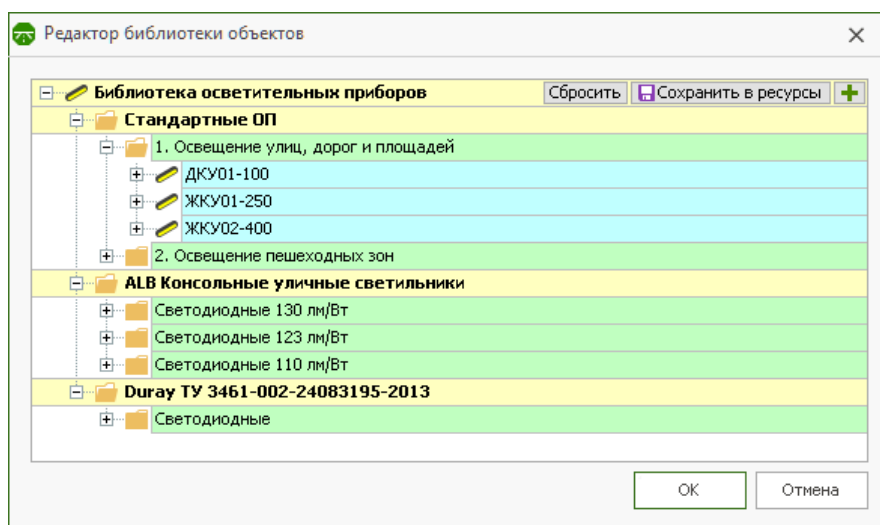 Редактор библиотеки объектов
Библиотека осветительных приборов Сбросить Сохранить в ресурсы
Стандартные ОП
1. Освещение улиц, дорог и площадей
ДКУ01-100
ЖКУ01-250
ЖКУ02-400
2. Освещение пешеходных зон
ALB Консольные уличные светильники
Светодиодные 130 лм/Вт
Светодиодные 123 лм/Вт
Светодиодные 110 лм/Вт
Duray ТУ 3461-002-24083195-2013
Светодиодные
ОК Отмена